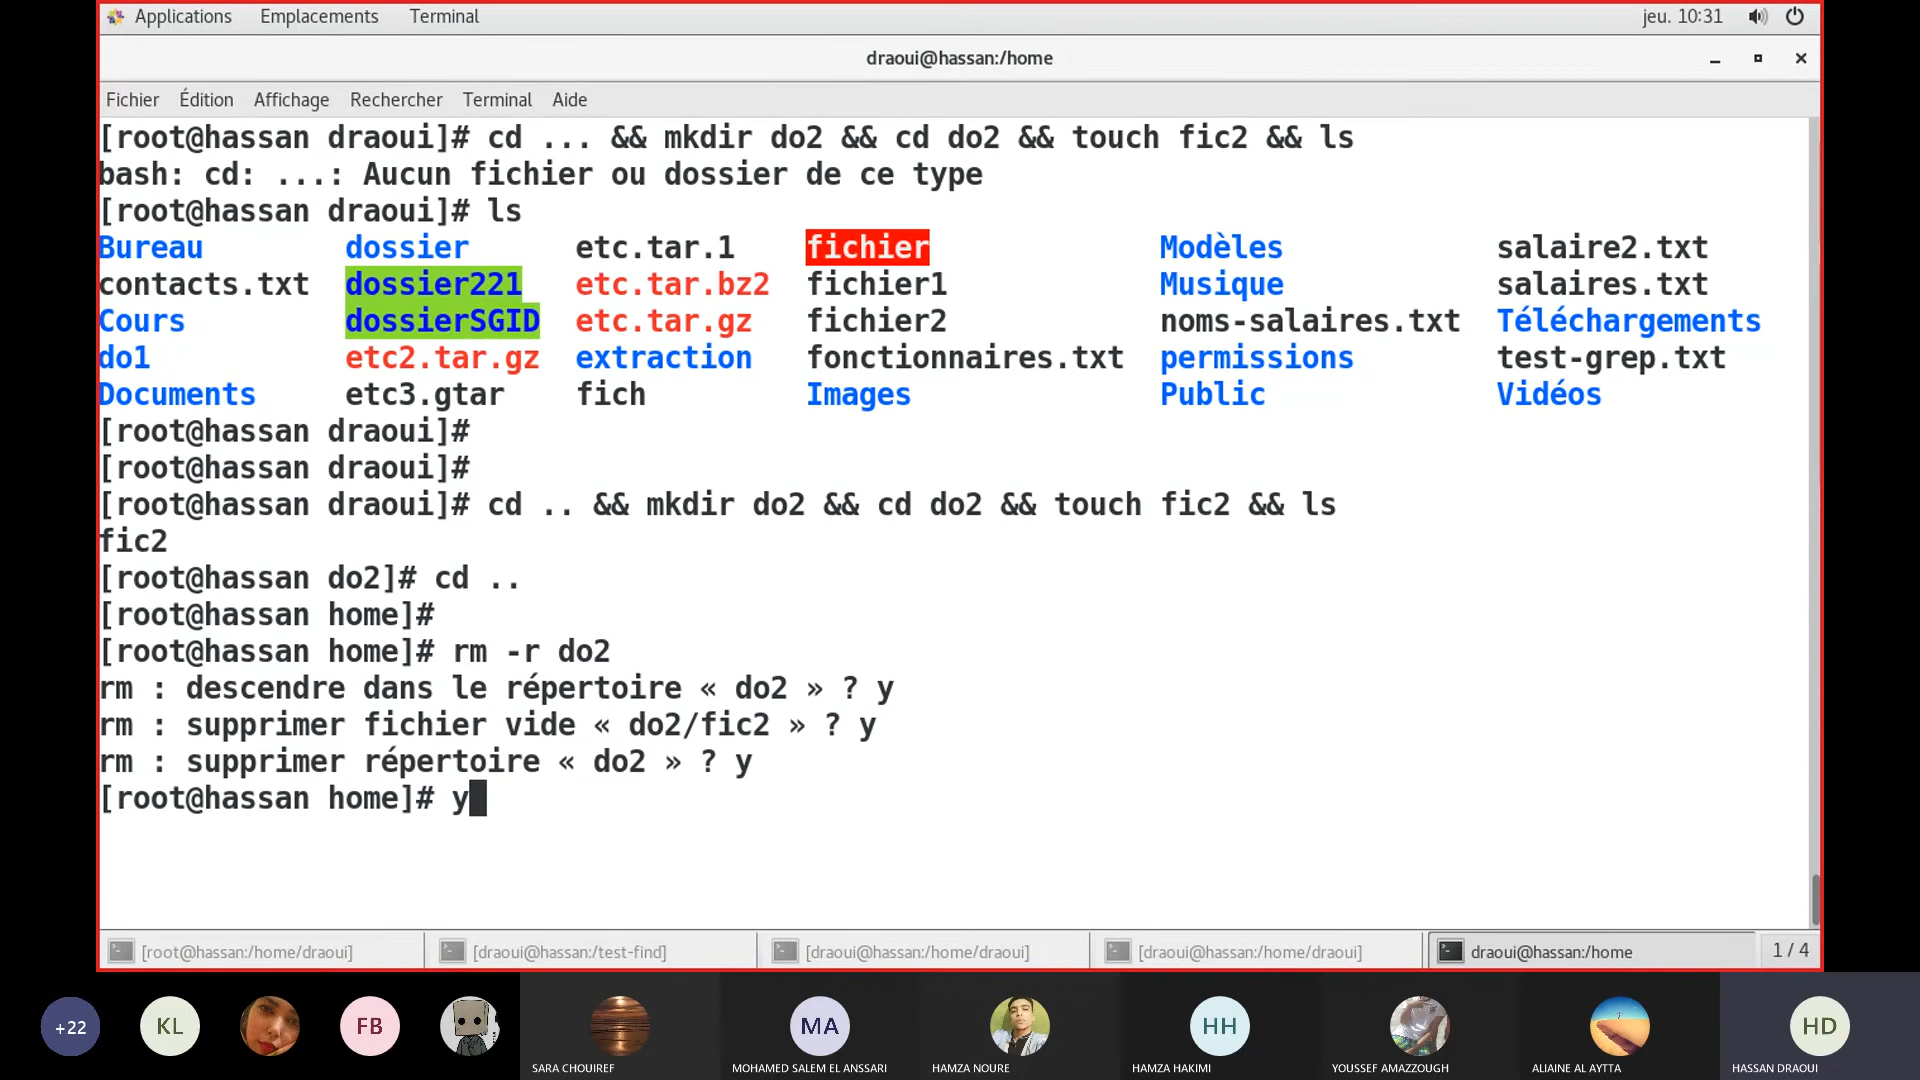 Applications Emplacements Terminal jeu. 10:31
draoui@hassan:/home
Fichier Édition Affichage Rechercher Terminal Aide
[root@hassan draoui]# cd ... && mkdir do2 && cd do2 && touch fic2 && ls
bash: cd: ...: Aucun fichier ou dossier de ce type
[root@hassan draoui]# ls
Bureau dossier etc.tar.1 fichier Modèles salaire2.txt
contacts.txt dossier221 etc.tar.bz2 fichier1 Musique salaires.txt
Cours dossierSGID etc.tar.gz fichier2 noms-salaires.txt Téléchargements
do1 etc2.tar.gz extraction fonctionnaires.txt permissions test-grep.txt
Documents etc3.gtar fich Images Public Vidéos
[root@hassan draoui]#
[root@hassan draoui]#
[root@hassan draoui]# cd .. && mkdir do2 && cd do2 && touch fic2 && ls
fic2
[root@hassan do2]# cd ..
[root@hassan home]#
[root@hassan home]# rm -r do2
rm : descendre dans le répertoire « do2 » ? y
rm : supprimer fichier vide « do2/fic2 » ? y
rm : supprimer répertoire « do2 » ? y
[root@hassan home]# y
[root@hassan:/home/draoui] [draoui@hassan:/test-find] [draoui@hassan:/home/draoui] [draoui@hassan:/home/draoui] draoui@hassan:/home 1 / 4
+22 KL FB MA HH HD
SARA CHOUIREF MOHAMED SALEM EL ANSSARI HAMZA NOURE HAMZA HAKIMI YOUSSEF AMAZZOUGH ALIAINE AL AYTTA HASSAN DRAOUI